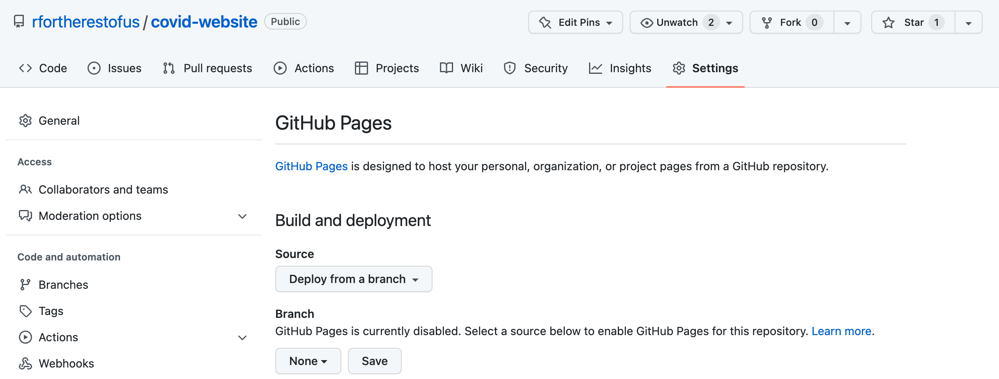 rfortherestofus / covid-website Public Edit Pins Unwatch 2 Fork 0 Star 1
Code Issues Pull requests Actions Projects Wiki Security Insights Settings
General
Access
Collaborators and teams
Moderation options
Code and automation
Branches
Tags
Actions
Webhooks
GitHub Pages
GitHub Pages is designed to host your personal, organization, or project pages from a GitHub repository.
Build and deployment
Source
Deploy from a branch
Branch
GitHub Pages is currently disabled. Select a source below to enable GitHub Pages for this repository. Learn more.
None Save